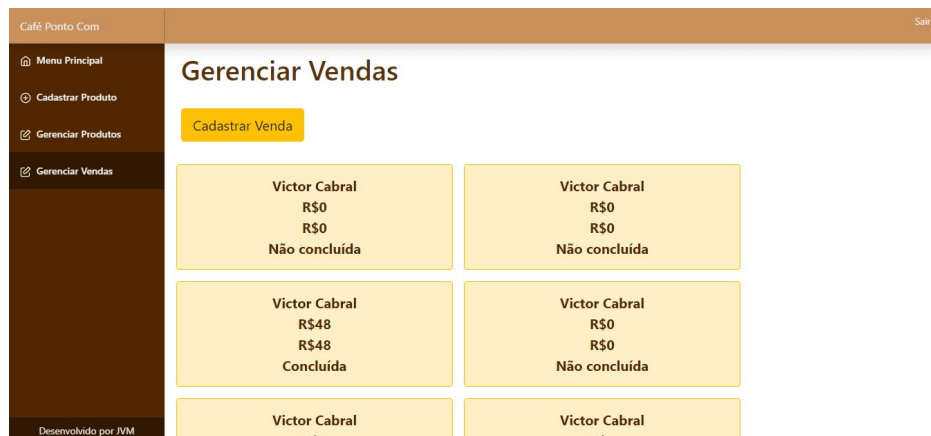 Café Ponto Com
Sair
Menu Principal
Cadastrar Produto
Gerenciar Produtos
Gerenciar Vendas
Desenvolvido por JVM
Gerenciar Vendas
Cadastrar Venda
Victor Cabral
R$0
R$0
Não concluída
Victor Cabral
R$0
R$0
Não concluída
Victor Cabral
R$48
R$48
Concluída
Victor Cabral
R$0
R$0
Não concluída
Victor Cabral
Victor Cabral